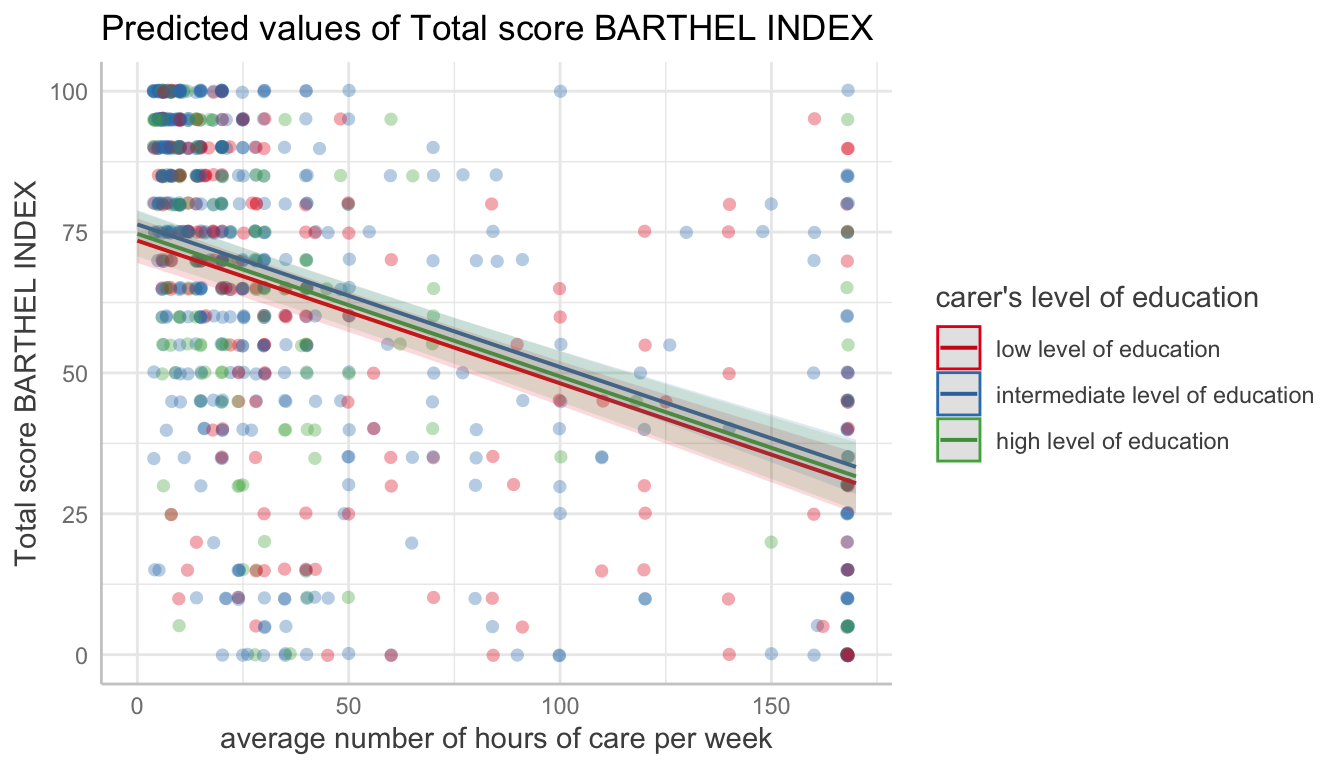 Predicted values of Total score BARTHEL INDEX
Total score BARTHEL INDEX
100
75
50
25
0
0 50 100 150
average number of hours of care per week
carer's level of education
low level of education
intermediate level of education
high level of education